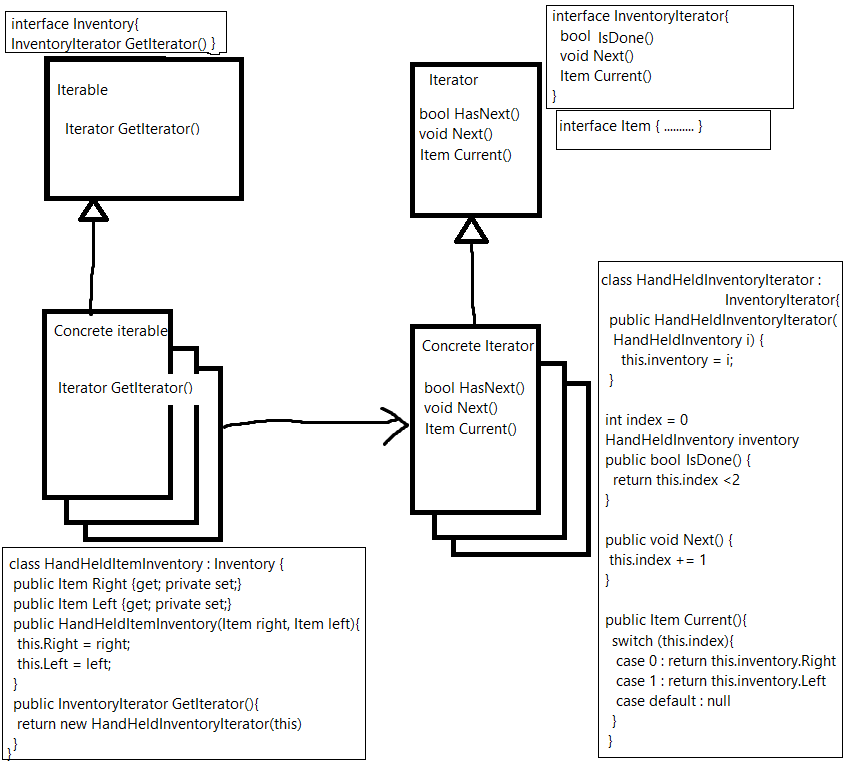 interface Inventory{
InventoryIterator GetIterator() }
Iterable
Iterator GetIterator()
Iterator
bool HasNext()
void Next()
Item Current()
interface InventoryIterator{
bool IsDone()
void Next()
Item Current()
}
interface Item { .......... }
Concrete iterable
Iterator GetIterator()
Concrete Iterator
bool HasNext()
void Next()
Item Current()
class HandHeldItemInventory : Inventory {
public Item Right {get; private set;}
public Item Left {get; private set;}
public HandHeldItemInventory(Item right, Item left){
this.Right = right;
this.Left = left;
}
public InventoryIterator GetIterator(){
return new HandHeldInventoryIterator(this)
}
}
class HandHeldInventoryIterator :
InventoryIterator{
public HandHeldInventoryIterator(
HandHeldInventory i) {
this.inventory = i;
}
int index = 0
HandHeldInventory inventory
public bool IsDone() {
return this.index <2
}
public void Next() {
this.index += 1
}
public Item Current(){
switch (this.index){
case 0 : return this.inventory.Right
case 1 : return this.inventory.Left
case default : null
}
}